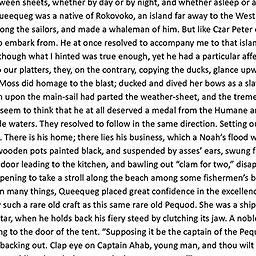 ween sheets, whether by day or by night, and whether asleep or a
ueequeg was a native of Rokovoko, an island far away to the West
ong the sailors, and made a whaleman of him. But like Czar Peter
o embark from. He at once resolved to accompany me to that islan
though what I hinted was true enough, yet he had a particular affe
o our platters, they, on the contrary, copying the ducks, glance upw
Moss did homage to the blast; ducked and dived her bows as a slav
n upon the main-sail had parted the weather-sheet, and the treme
seem to think that he at all deserved a medal from the Humane a
le waters. They resolved to follow in the same direction. Setting ou
. There is his home; there lies his business, which a Noah's flood w
wooden pots painted black, and suspended by asses' ears, swung f
door leading to the kitchen, and bawling out "clam for two," disap
pening to take a stroll along the beach among some fishermen's b
n many things, Queequeg placed great confidence in the excellenc
such a rare old craft as this same rare old Pequod. She was a ship
tar, when he holds back his fiery steed by clutching its jaw. A nobl
ng to the door of the tent. "Supposing it be the captain of the Pequ
backing out. Clap eye on Captain Ahab, young man, and thou wilt